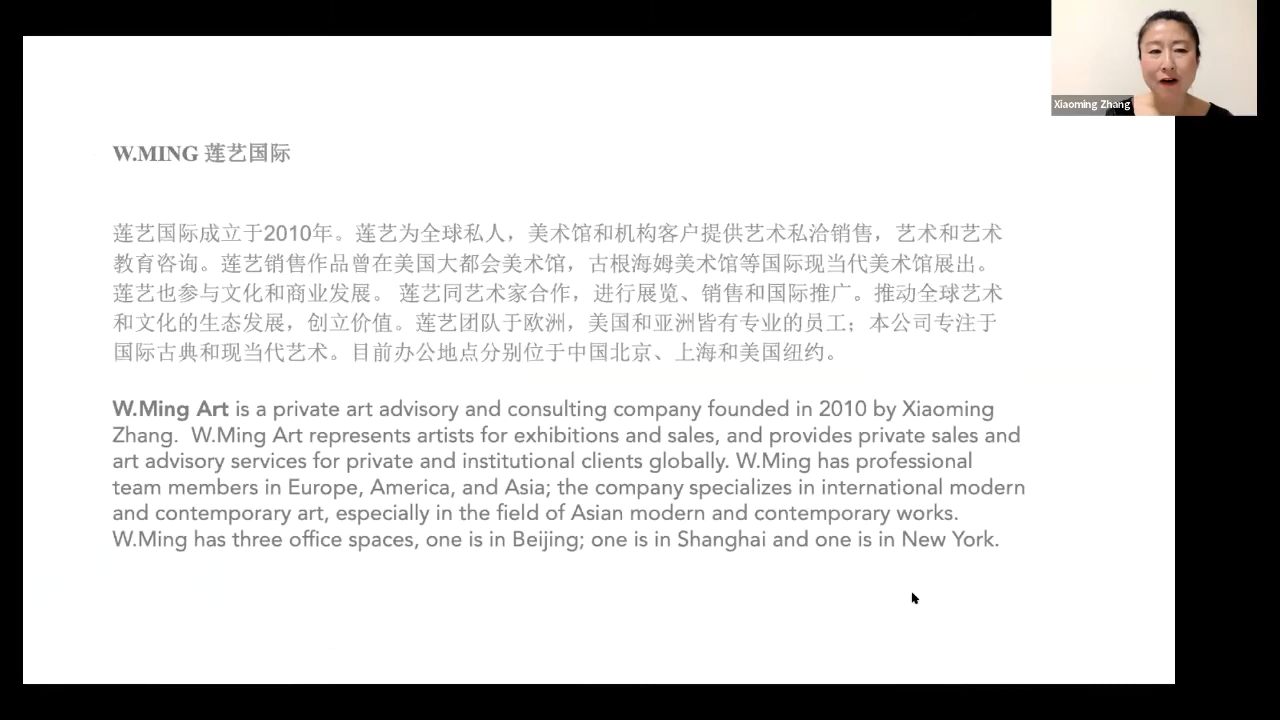 Xiaoming Zhang
W.MING 莲艺国际
莲艺国际成立于2010年。莲艺为全球私人，美术馆和机构客户提供艺术私洽销售，艺术和艺术
教育咨询。莲艺销售作品曾在美国大都会美术馆，古根海姆美术馆等国际现当代美术馆展出。
莲艺也参与文化和商业发展。 莲艺同艺术家合作，进行展览、销售和国际推广。推动全球艺术
和文化的生态发展，创立价值。莲艺团队于欧洲，美国和亚洲皆有专业的员工；本公司专注于
国际古典和现当代艺术。目前办公地点分别位于中国北京、上海和美国纽约。
W.Ming Art is a private art advisory and consulting company founded in 2010 by Xiaoming
Zhang.  W.Ming Art represents artists for exhibitions and sales, and provides private sales and
art advisory services for private and institutional clients globally. W.Ming has professional
team members in Europe, America, and Asia; the company specializes in international modern
and contemporary art, especially in the field of Asian modern and contemporary works.
W.Ming has three office spaces, one is in Beijing; one is in Shanghai and one is in New York.